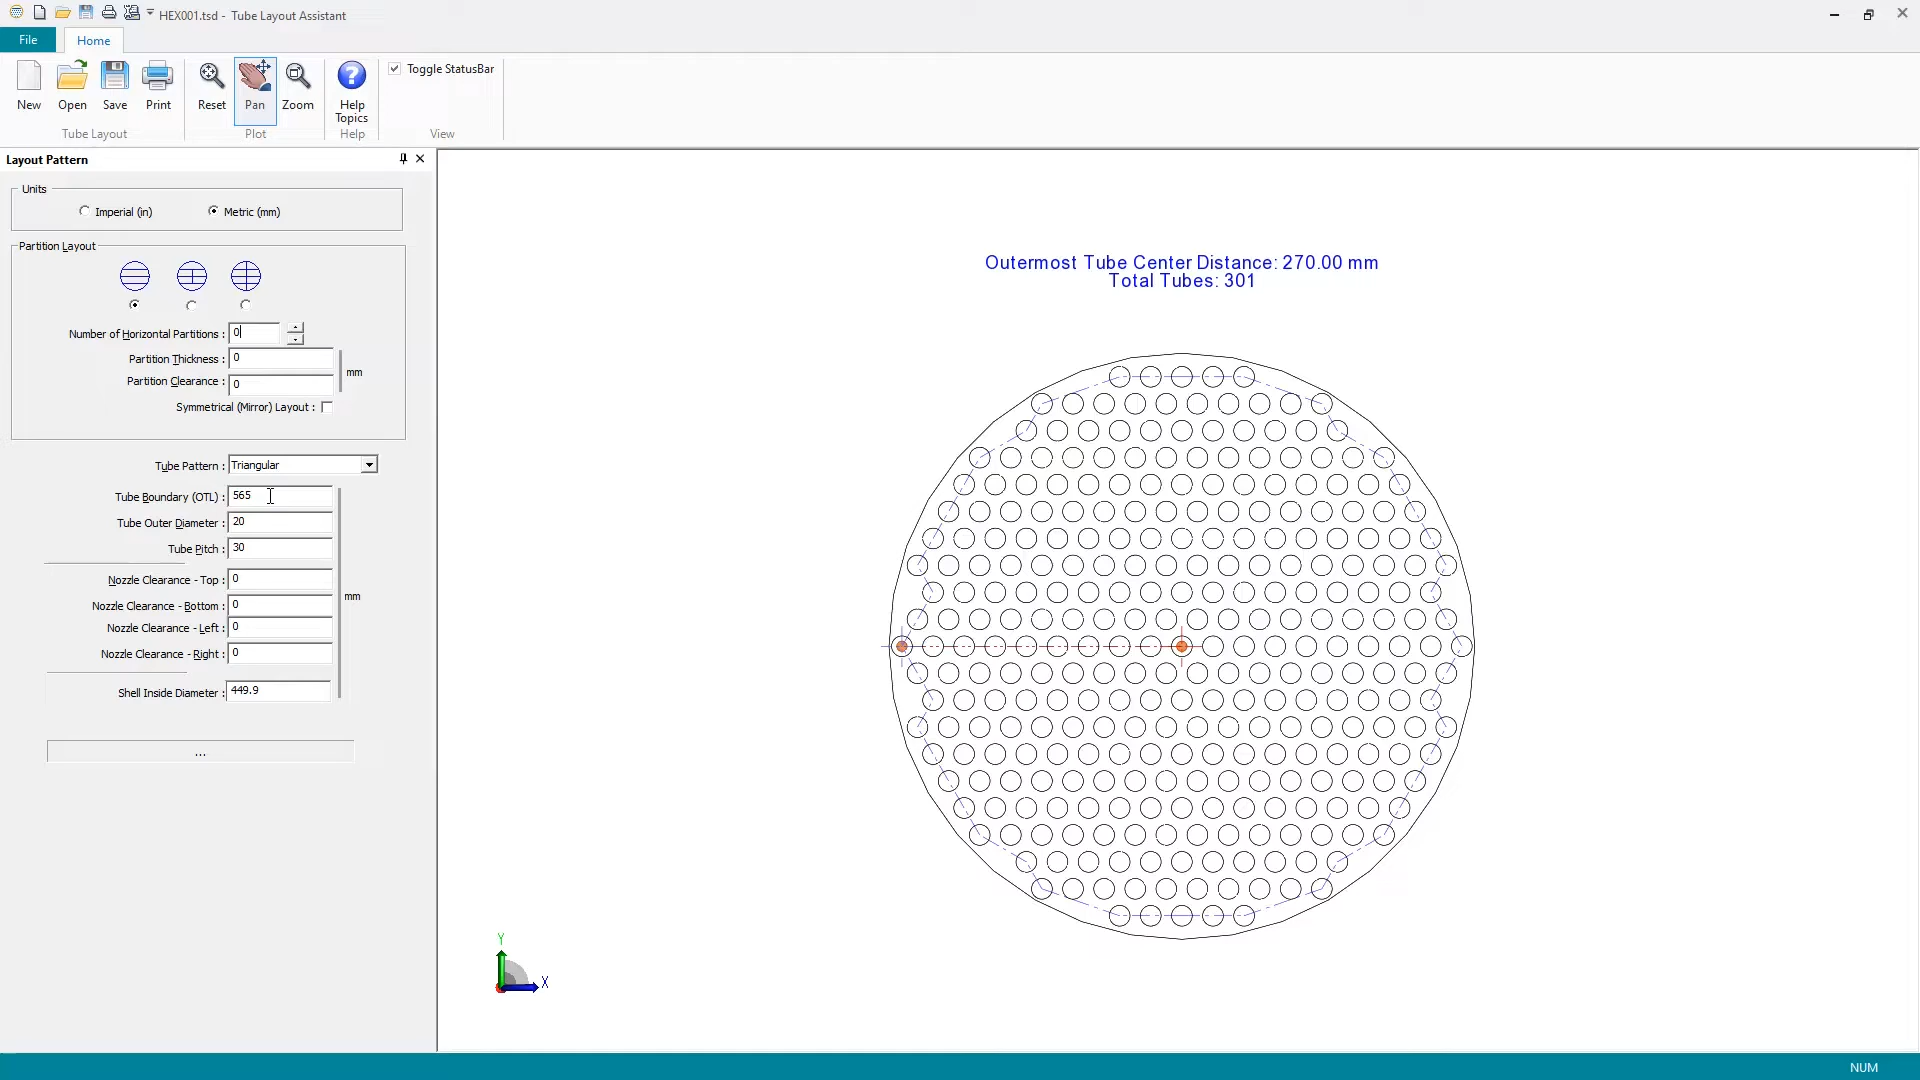 HEX001.tsd - Tube Layout Assistant
File
Home
New
Open
Save
Print
Reset
Pan
Zoom
Help Topics
Toggle StatusBar
Tube Layout
Plot
Help
View
Layout Pattern
Units
Imperial (in)
Metric (mm)
Partition Layout
Number of Horizontal Partitions : 0
Partition Thickness : 0
mm
Partition Clearance : 0
Symmetrical (Mirror) Layout :
Tube Pattern : Triangular
Tube Boundary (OTL) : 565
Tube Outer Diameter : 20
Tube Pitch : 30
Nozzle Clearance - Top : 0
mm
Nozzle Clearance - Bottom : 0
Nozzle Clearance - Left : 0
Nozzle Clearance - Right : 0
Shell Inside Diameter : 449.9
...
Outermost Tube Center Distance: 270.00 mm
Total Tubes: 301
Y
X
NUM